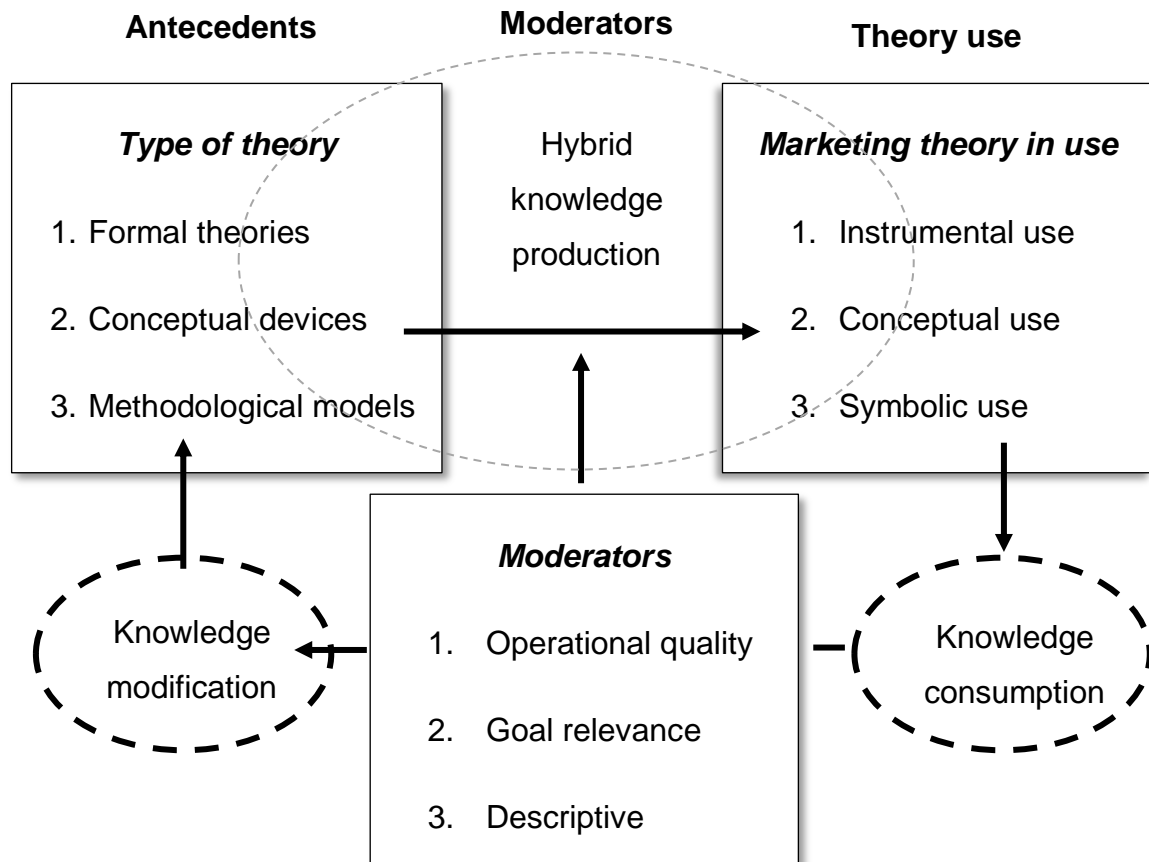 Antecedents
Moderators
Theory use
Type of theory
1. Formal theories
2. Conceptual devices
3. Methodological models
Hybrid
knowledge
production
Marketing theory in use
1. Instrumental use
2. Conceptual use
3. Symbolic use
Knowledge
modification
Moderators
1. Operational quality
2. Goal relevance
3. Descriptive
Knowledge
consumption